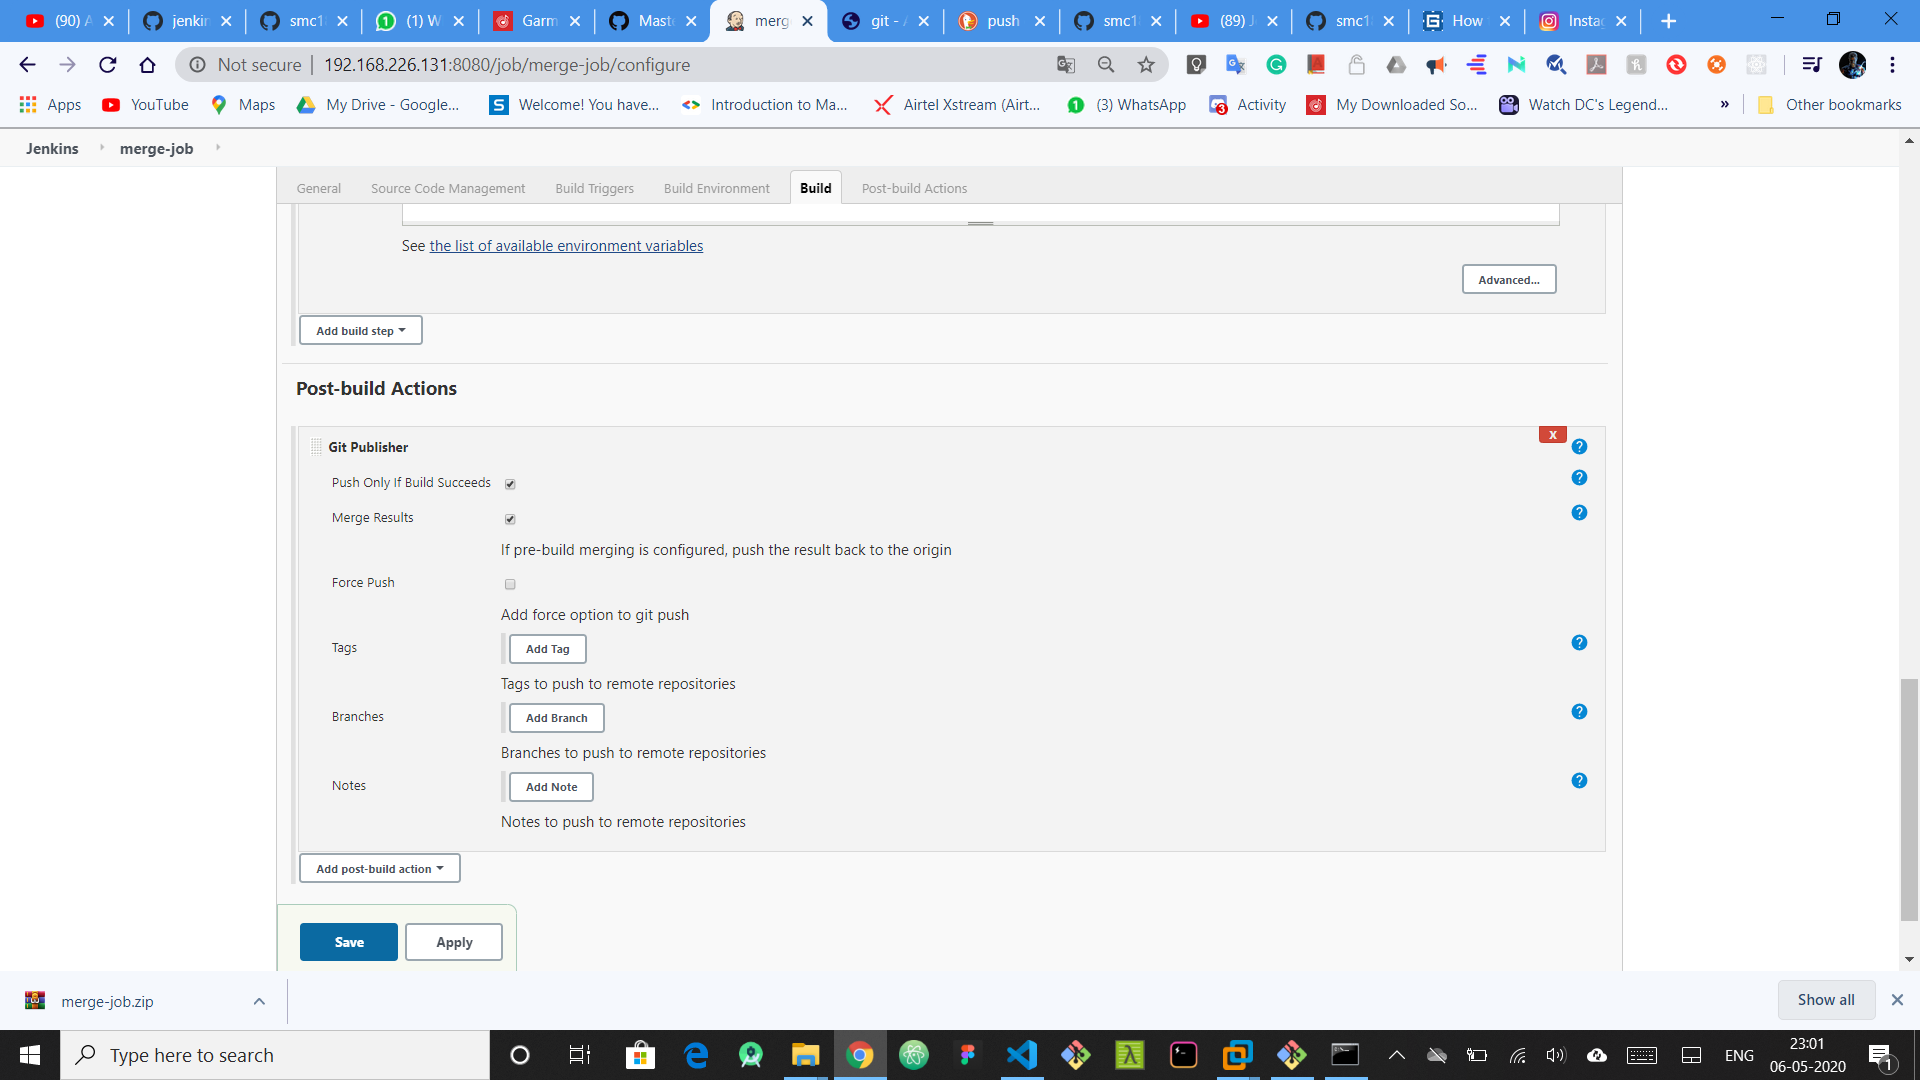 (90) A
jenkin
smc1
(1) W
Garm
Maste
merg
git - A
push
smc1
(89) J
smc1
How
Insta
Not secure
192.168.226.131:8080/job/merge-job/configure
Apps
YouTube
Maps
My Drive - Google...
Welcome! You have...
Introduction to Ma...
Airtel Xstream (Airt...
(3) WhatsApp
Activity
My Downloaded So...
Watch DC's Legend...
»
Other bookmarks
Jenkins
merge-job
General
Source Code Management
Build Triggers
Build Environment
Build
Post-build Actions
See the list of available environment variables
Advanced...
Add build step
Post-build Actions
Git Publisher
X
Push Only If Build Succeeds
Merge Results
If pre-build merging is configured, push the result back to the origin
Force Push
Add force option to git push
Tags
Add Tag
Tags to push to remote repositories
Branches
Add Branch
Branches to push to remote repositories
Notes
Add Note
Notes to push to remote repositories
Add post-build action
Save
Apply
merge-job.zip
Show all
Type here to search
ENG
23:01
06-05-2020
1